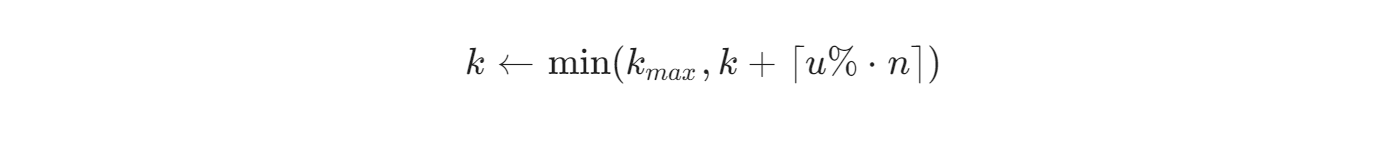 k ← min(k_max, k + ⌈u% · n⌉)